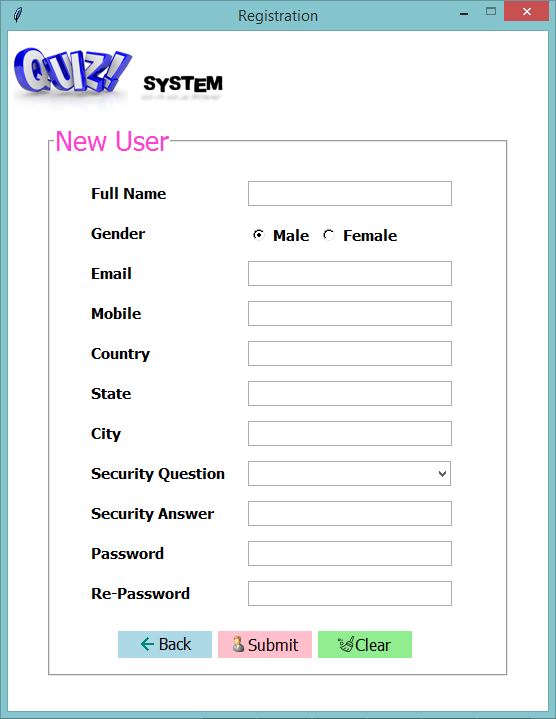 Registration
QUIZ! SYSTEM
New User
Full Name
Gender Male Female
Email
Mobile
Country
State
City
Security Question
Security Answer
Password
Re-Password
Back Submit Clear